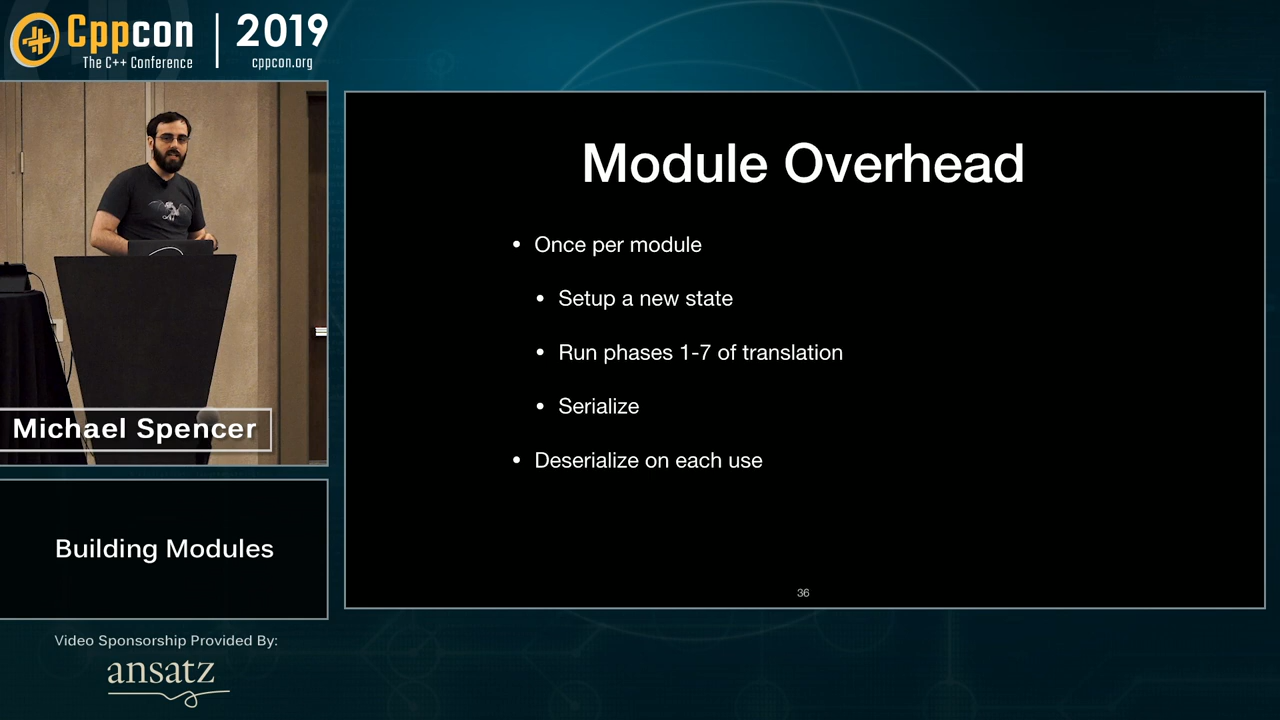 Cppcon
The C++ Conference
2019
cppcon.org
Module Overhead
• Once per module
• Setup a new state
• Run phases 1-7 of translation
• Serialize
• Deserialize on each use
36
Michael Spencer
Building Modules
Video Sponsorship Provided By:
ansatz